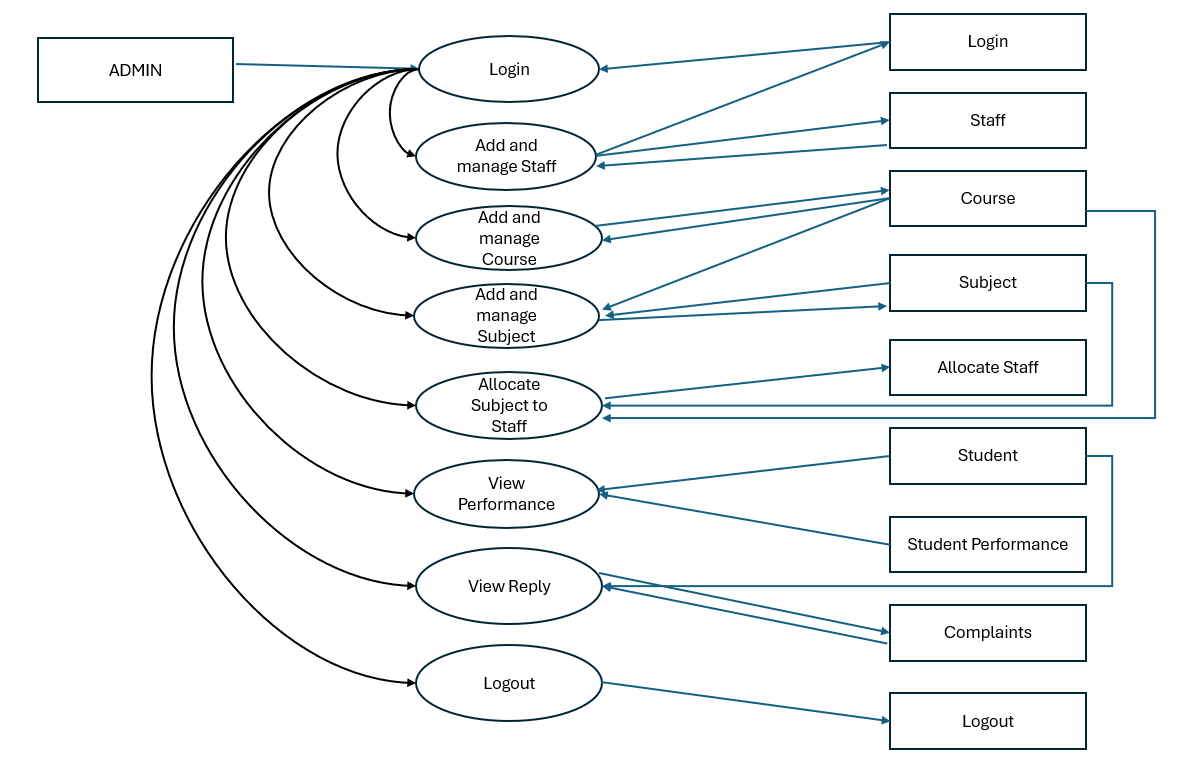 ADMIN
Login
Add and
manage Staff
Add and
manage
Course
Add and
manage
Subject
Allocate
Subject to
Staff
View
Performance
View Reply
Logout
Login
Staff
Course
Subject
Allocate Staff
Student
Student Performance
Complaints
Logout